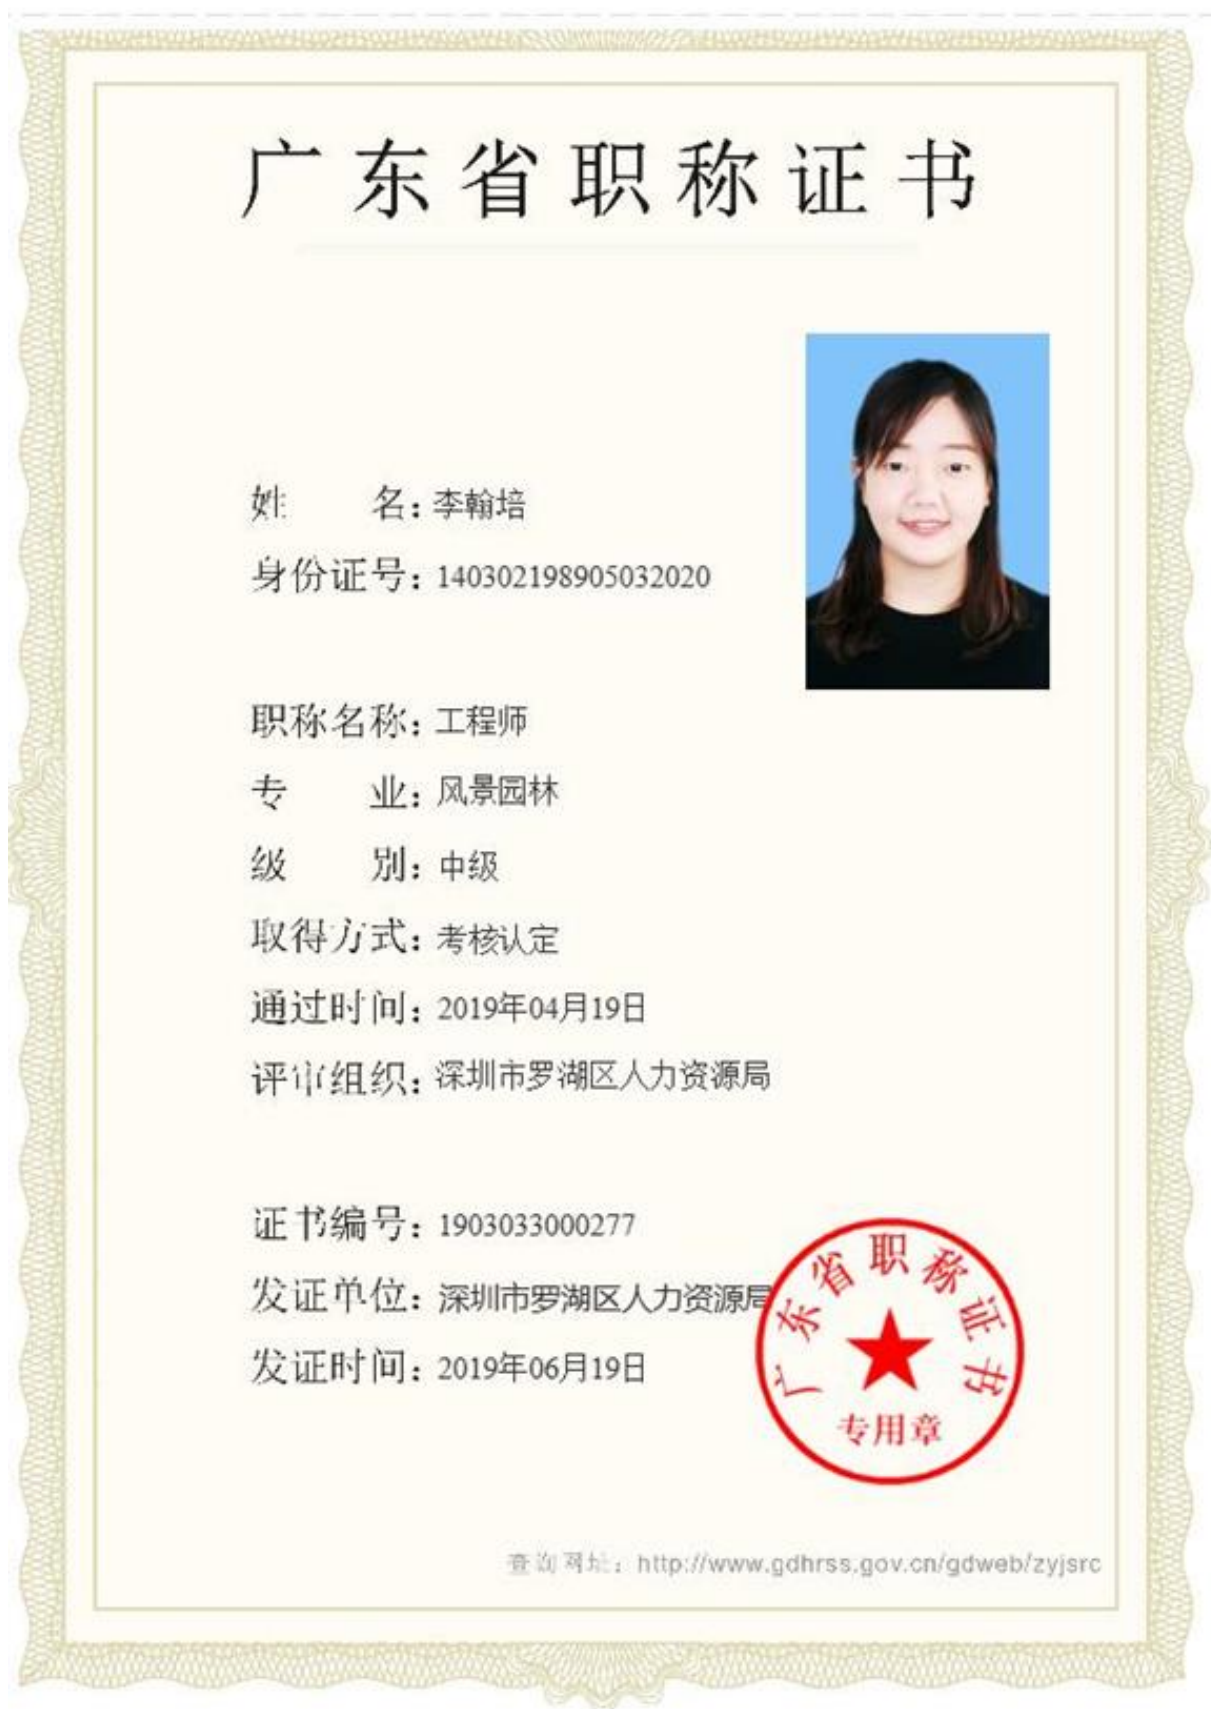 广东省职称证书
姓名：李翰培
身份证号：140302198905032020
职称名称：工程师
专业：风景园林
级别：中级
取得方式：考核认定
通过时间：2019年04月19日
评审组织：深圳市罗湖区人力资源局
证书编号：1903033000277
发证单位：深圳市罗湖区人力资源局
发证时间：2019年06月19日
广东省职称证书
专用章
查询网址：http://www.gdhrss.gov.cn/gdweb/zyjsrc